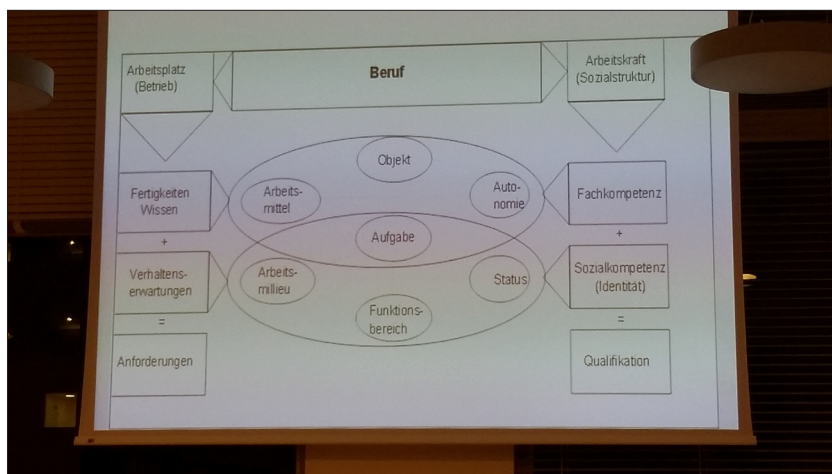 Arbeitsplatz
(Betrieb)
Beruf
Arbeitskraft
(Sozialstruktur)
Objekt
Fertigkeiten
Wissen
Arbeits-
mittel
Auto-
nomie
Fachkompetenz
+
Aufgabe
+
Verhaltens-
erwartungen
Arbeits-
millieu
Status
Sozialkompetenz
(Identität)
=
Funktions-
bereich
=
Anforderungen
Qualifikation